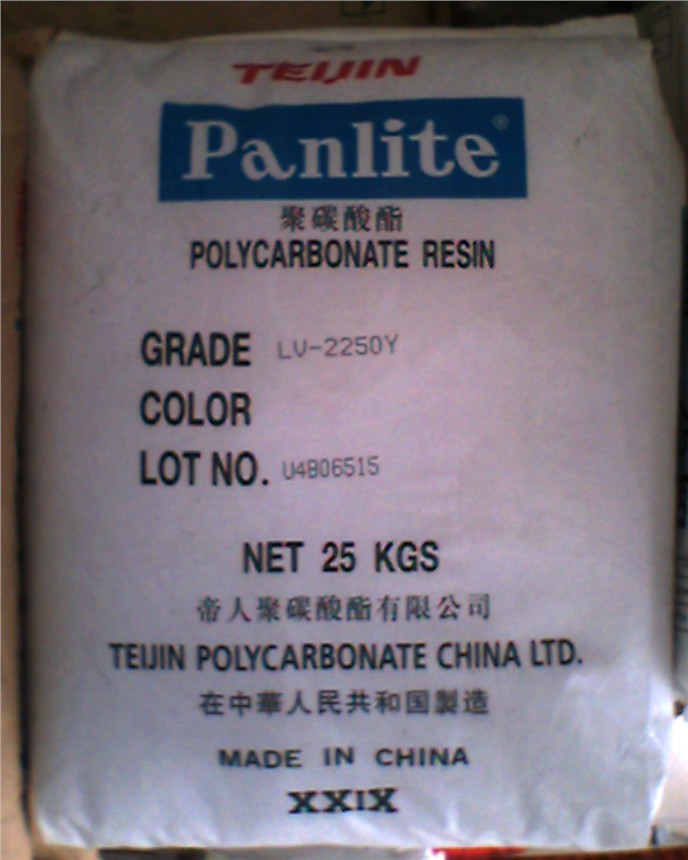 TEIJIN
Panlite®
聚碳酸酯
POLYCARBONATE RESIN
GRADE LV-2250Y
COLOR
LOT NO. U4B06515
NET 25 KGS
帝人聚碳酸酯有限公司
TEIJIN POLYCARBONATE CHINA LTD.
在中華人民共和国製造
MADE IN CHINA
XXIX